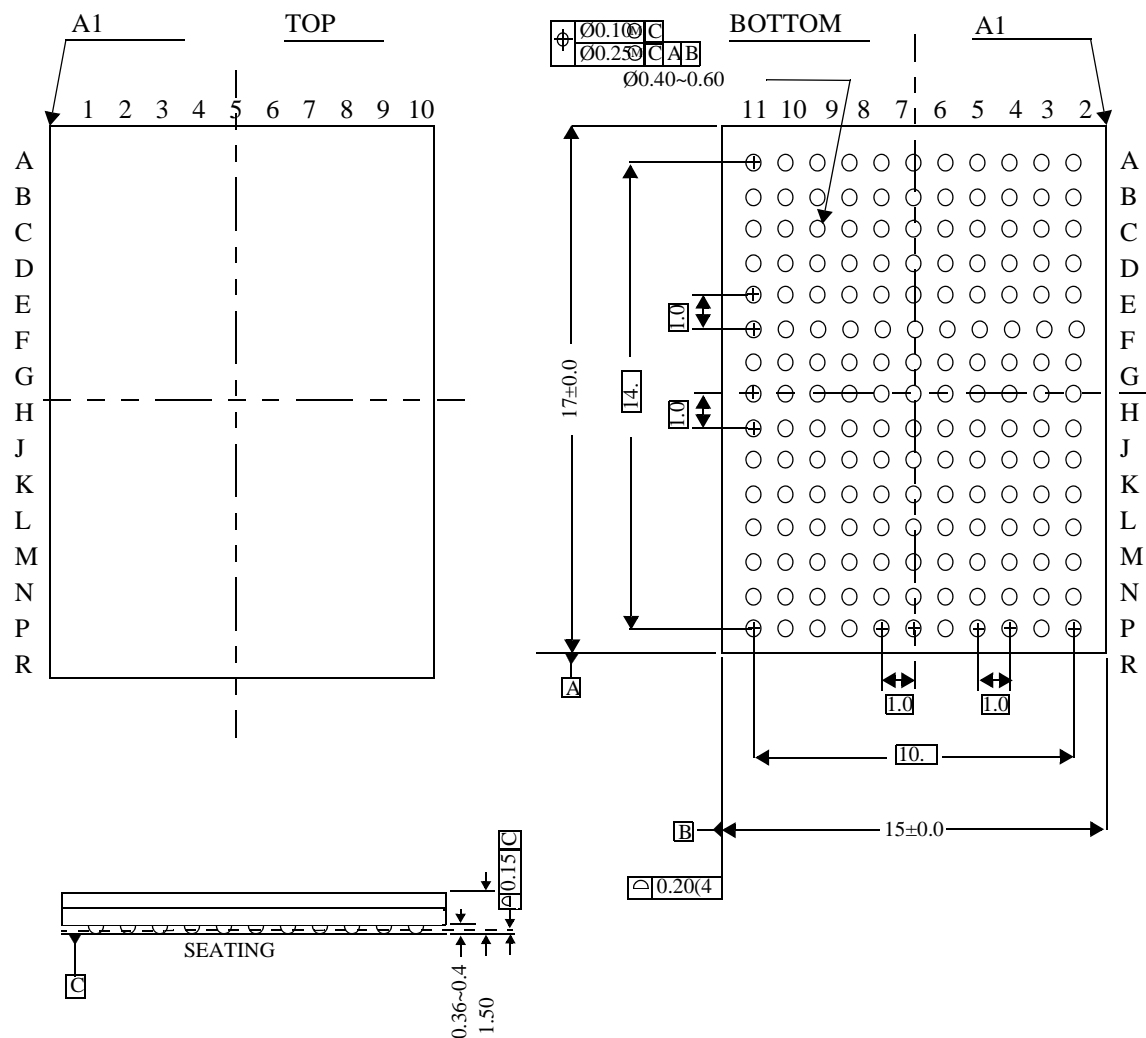 A1 TOP
Ø0.10Ⓜ C
Ø0.25Ⓜ C A B
BOTTOM A1
Ø0.40~0.60
1 2 3 4 5 6 7 8 9 10
11 10 9 8 7 6 5 4 3 2
A
B
C
D
E
F
G
H
J
K
L
M
N
P
R
17±0.0
14.
1.0
1.0
A
B
C
D
E
F
G
H
J
K
L
M
N
P
R
A
1.0 1.0
10.
B
15±0.0
0.20(4
0.15 C
SEATING
C
0.36~0.4
1.50